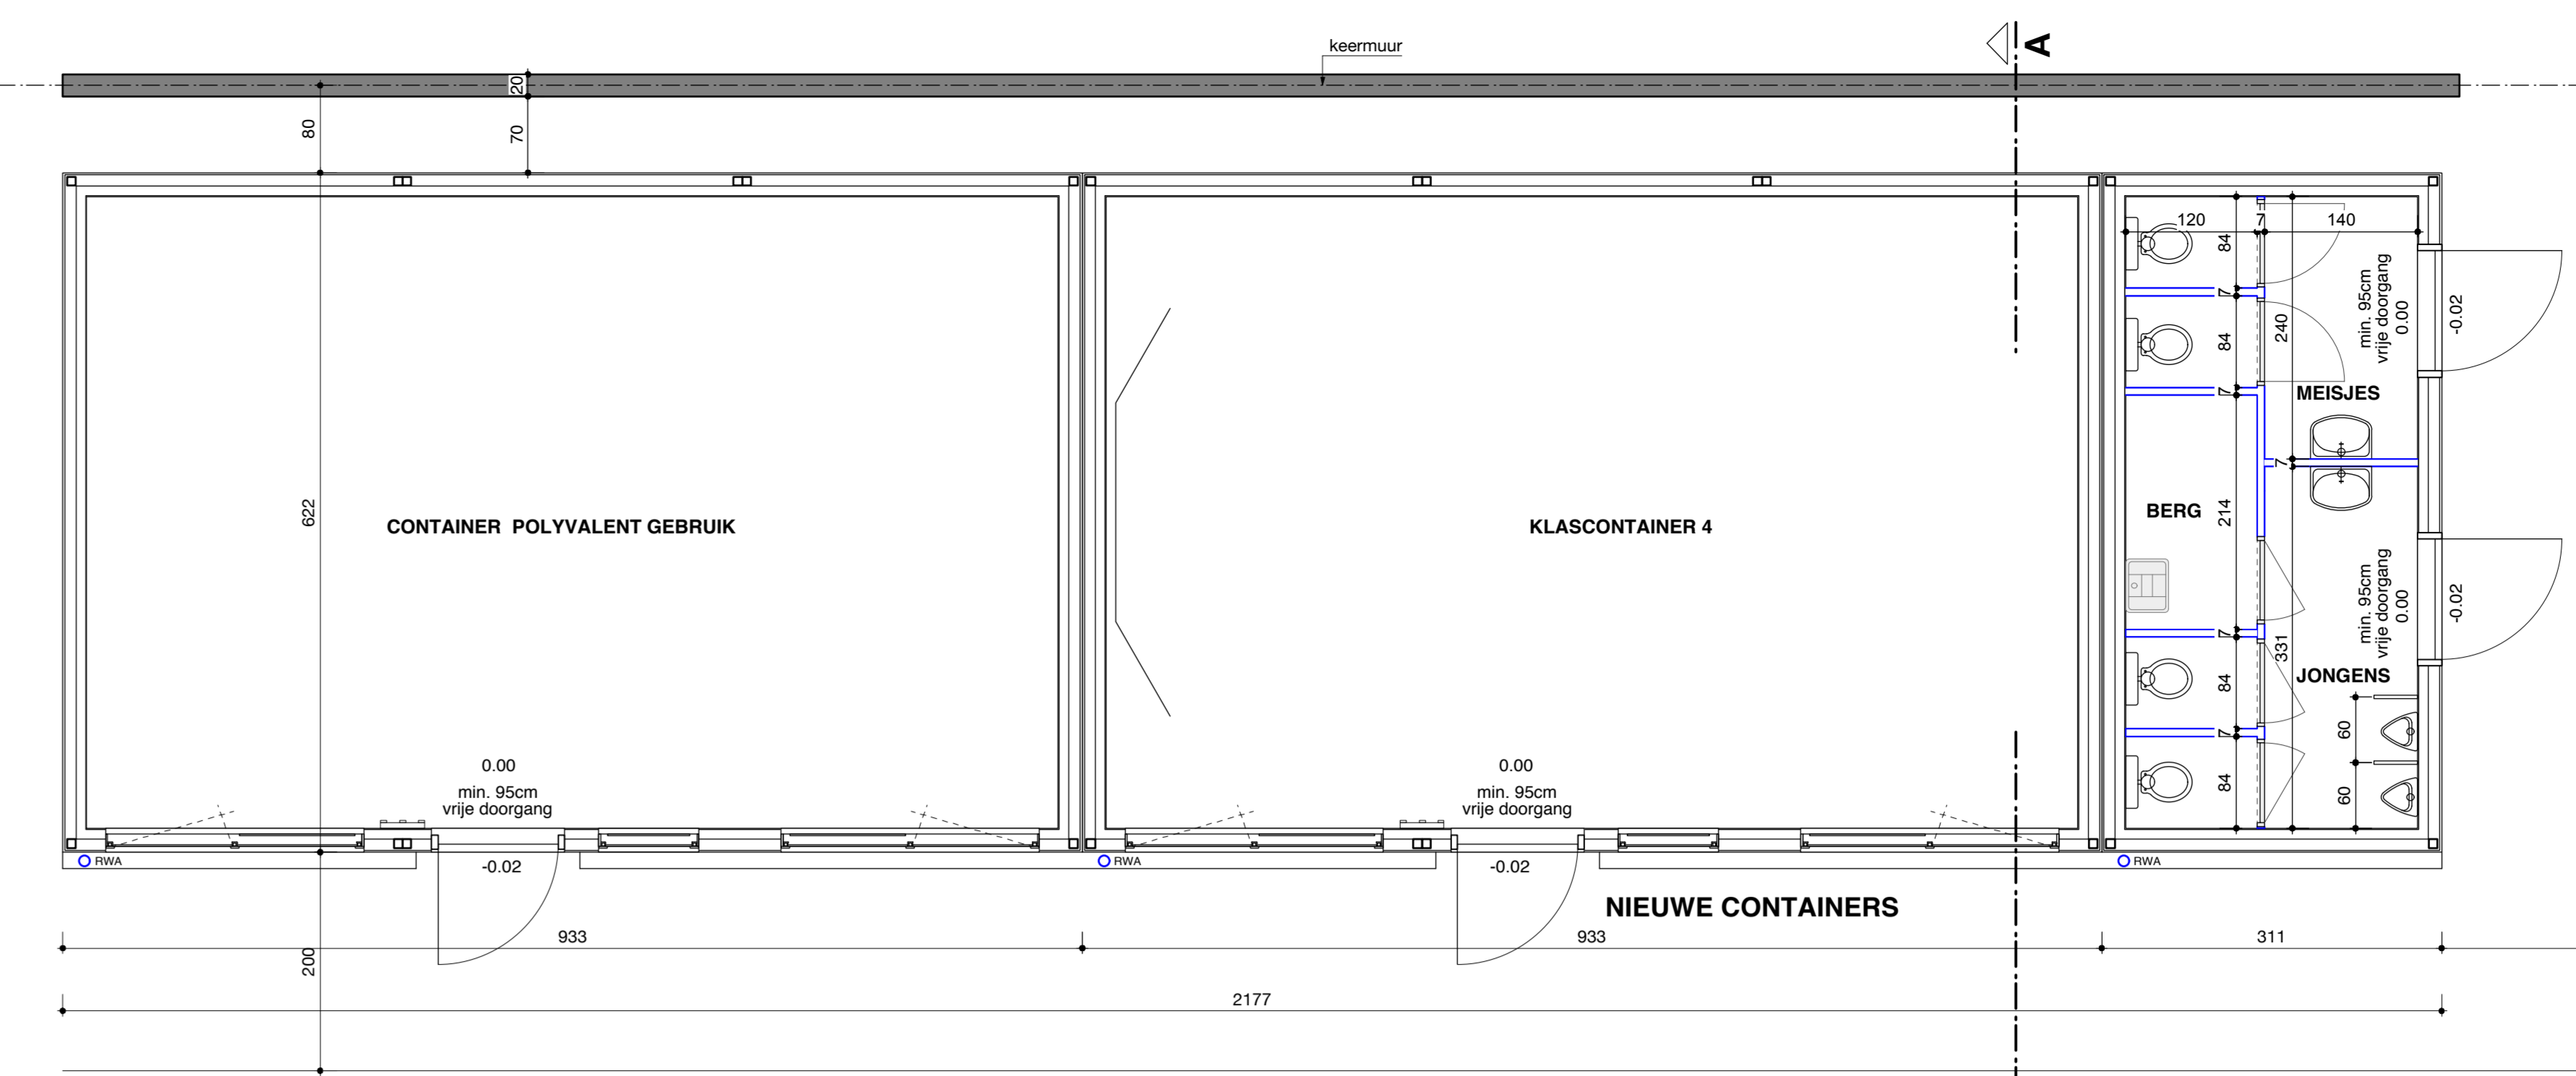 keermuur
A
20
80
70
120
7
140
84
7
84
7
240
min. 95cm
vrije doorgang
0.00
-0.02
MEISJES
7
622
CONTAINER  POLYVALENT GEBRUIK
KLASCONTAINER 4
BERG
214
min. 95cm
vrije doorgang
0.00
-0.02
7
331
JONGENS
84
7
60
84
60
0.00
min. 95cm
vrije doorgang
0.00
min. 95cm
vrije doorgang
RWA
-0.02
RWA
-0.02
RWA
NIEUWE CONTAINERS
933
933
311
200
2177